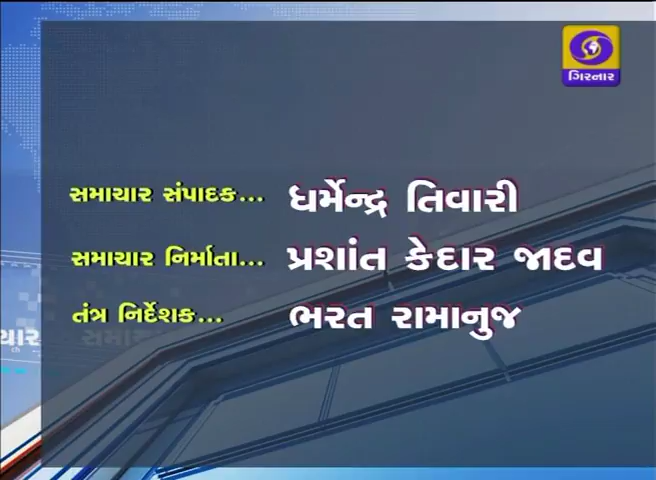 ગિરનાર
સમાચાર સંપાદક... ધર્મેન્દ્ર તિવારી
સમાચાર નિર્માતા... પ્રશાંત કેદાર જાદવ
તંત્ર નિર્દેશક... ભરત રામાનુજ